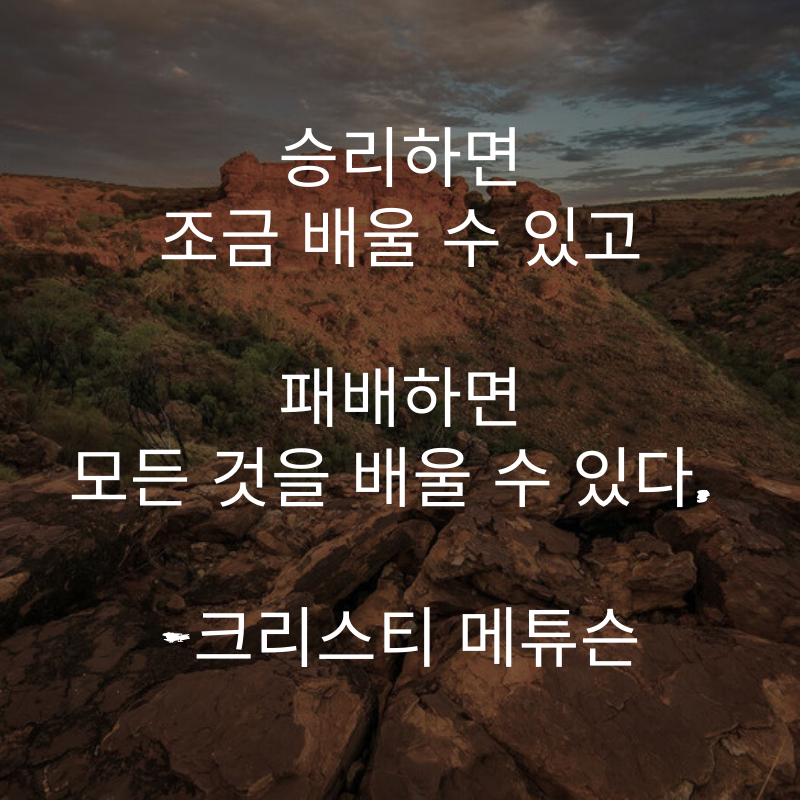 승리하면
조금 배울 수 있고
패배하면
모든 것을 배울 수 있다.
-크리스티 메튜슨